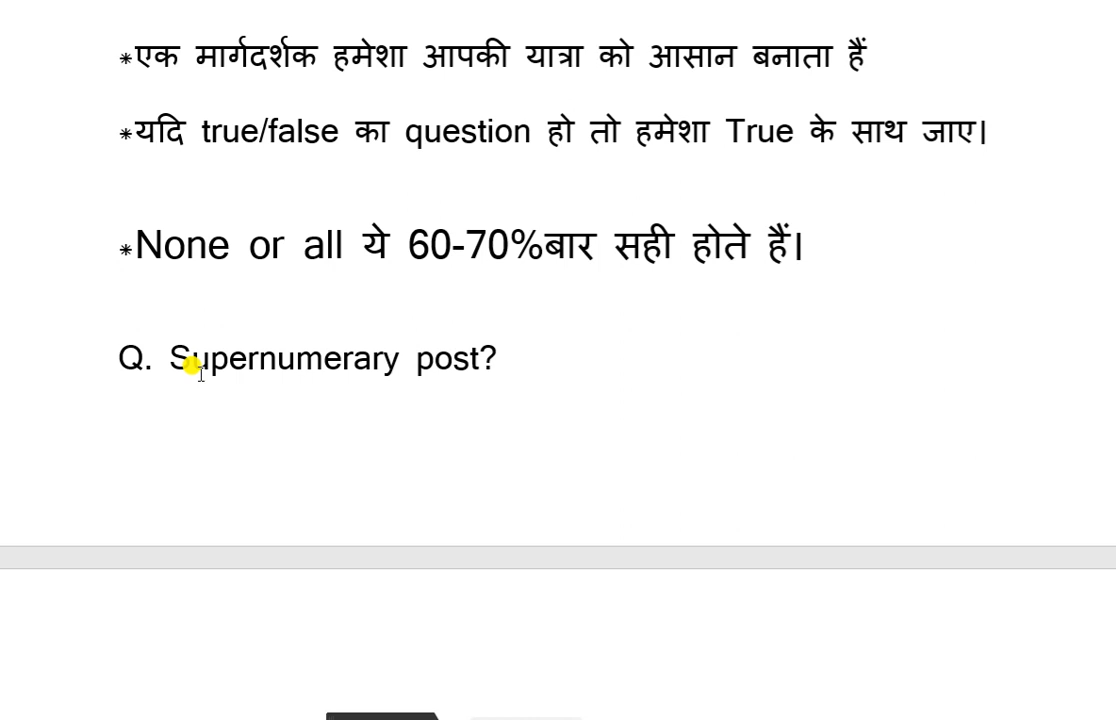 *एक मार्गदर्शक हमेशा आपकी यात्रा को आसान बनाता हैं
*यदि true/false का question हो तो हमेशा True के साथ जाए।
*None or all ये 60-70%बार सही होते हैं।
Q. Supernumerary post?